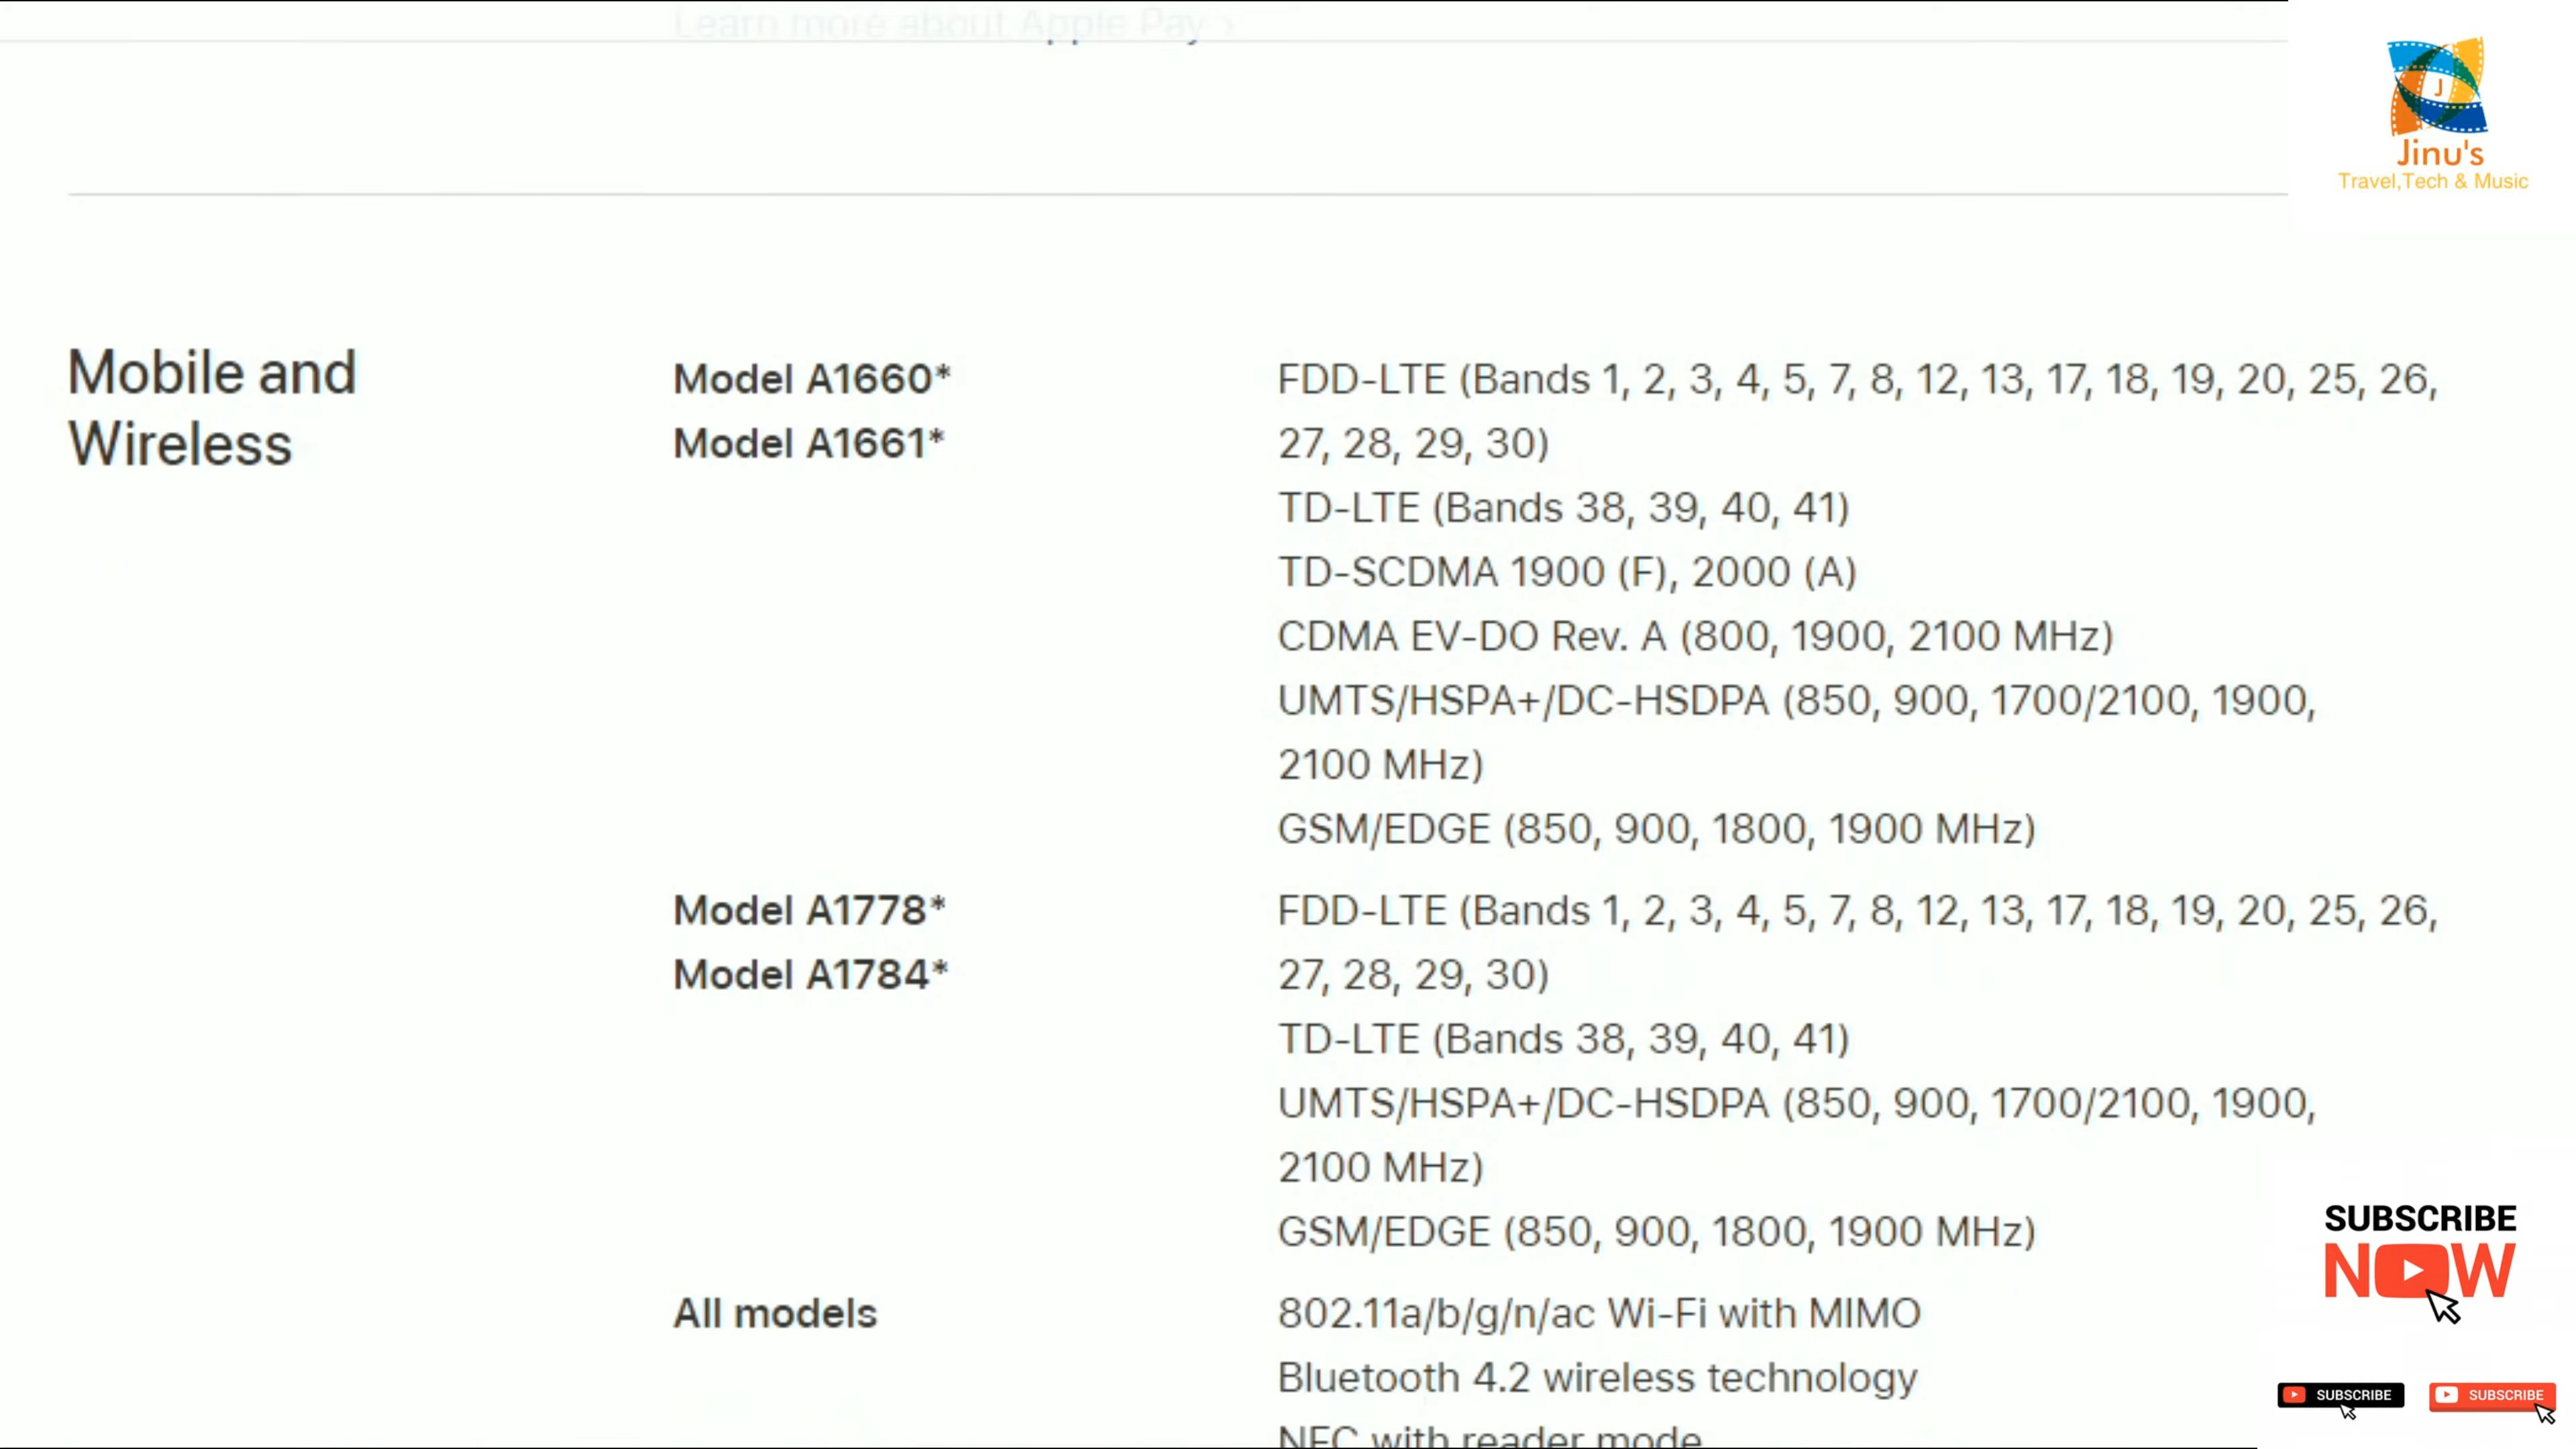 Learn more about Apple Pay ›
J
Jinu's
Travel,Tech & Music
Mobile and
Wireless
Model A1660*
Model A1661*
FDD-LTE (Bands 1, 2, 3, 4, 5, 7, 8, 12, 13, 17, 18, 19, 20, 25, 26,
27, 28, 29, 30)
TD-LTE (Bands 38, 39, 40, 41)
TD-SCDMA 1900 (F), 2000 (A)
CDMA EV-DO Rev. A (800, 1900, 2100 MHz)
UMTS/HSPA+/DC-HSDPA (850, 900, 1700/2100, 1900,
2100 MHz)
GSM/EDGE (850, 900, 1800, 1900 MHz)
Model A1778*
Model A1784*
FDD-LTE (Bands 1, 2, 3, 4, 5, 7, 8, 12, 13, 17, 18, 19, 20, 25, 26,
27, 28, 29, 30)
TD-LTE (Bands 38, 39, 40, 41)
UMTS/HSPA+/DC-HSDPA (850, 900, 1700/2100, 1900,
2100 MHz)
GSM/EDGE (850, 900, 1800, 1900 MHz)
All models
802.11a/b/g/n/ac Wi-Fi with MIMO
Bluetooth 4.2 wireless technology
NFC with reader mode
SUBSCRIBE
NOW
SUBSCRIBE
SUBSCRIBE